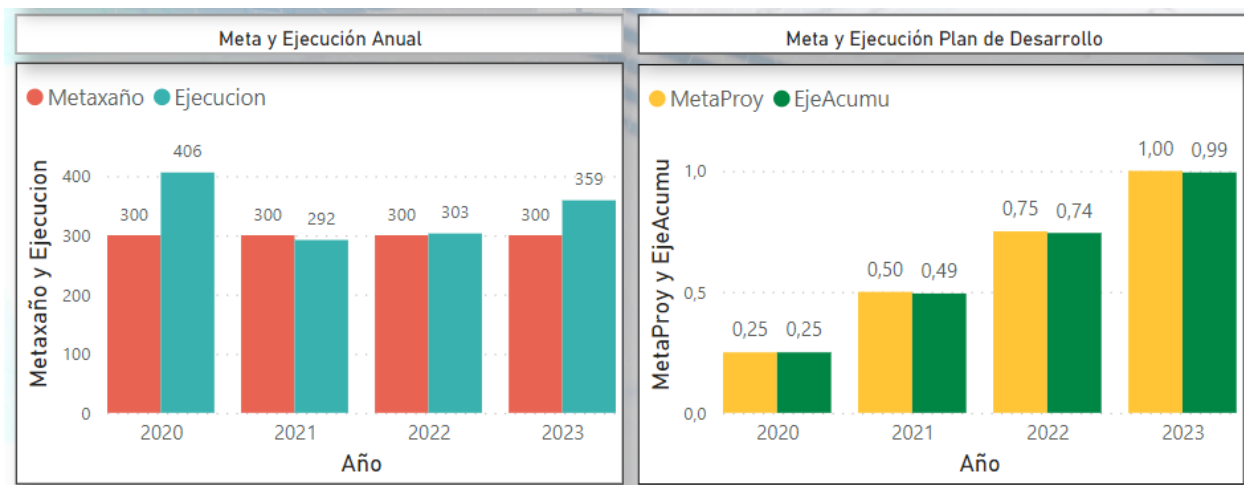 Meta y Ejecución Anual
Metaxaño Ejecucion
Metaxaño y Ejecucion
400
300
200
100
0
300 406
300 292
300 303
300 359
2020 2021 2022 2023
Año
Meta y Ejecución Plan de Desarrollo
MetaProy EjeAcumu
MetaProy y EjeAcumu
1,0
0,5
0,0
0,25 0,25
0,50 0,49
0,75 0,74
1,00 0,99
2020 2021 2022 2023
Año